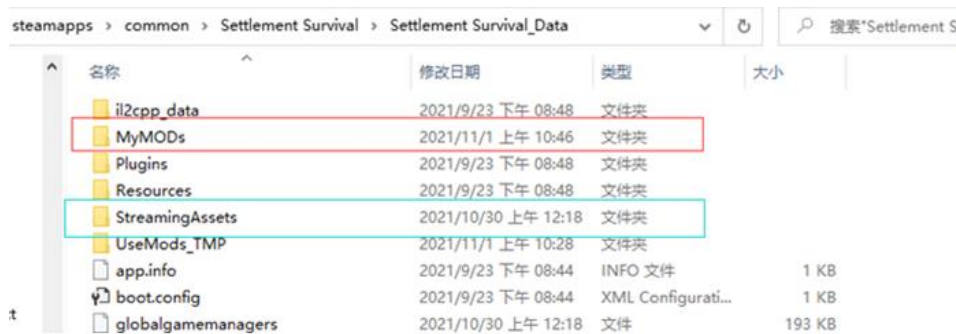 steamapps › common › Settlement Survival › Settlement Survival_Data 搜索"Settlement S
名称 修改日期 类型 大小
il2cpp_data 2021/9/23 下午 08:48 文件夹
MyMODs 2021/11/1 上午 10:46 文件夹
Plugins 2021/9/23 下午 08:48 文件夹
Resources 2021/9/23 下午 08:48 文件夹
StreamingAssets 2021/10/30 上午 12:18 文件夹
UseMods_TMP 2021/11/1 上午 10:28 文件夹
app.info 2021/9/23 下午 08:44 INFO 文件 1 KB
boot.config 2021/9/23 下午 08:44 XML Configurati... 1 KB
globalgamemanagers 2021/10/30 上午 12:18 文件 193 KB